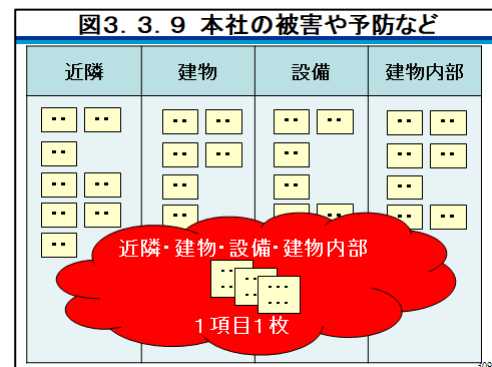 図3．3．9 本社の被害や予防など
近隣 建物 設備 建物内部
近隣・建物・設備・建物内部
１項目１枚